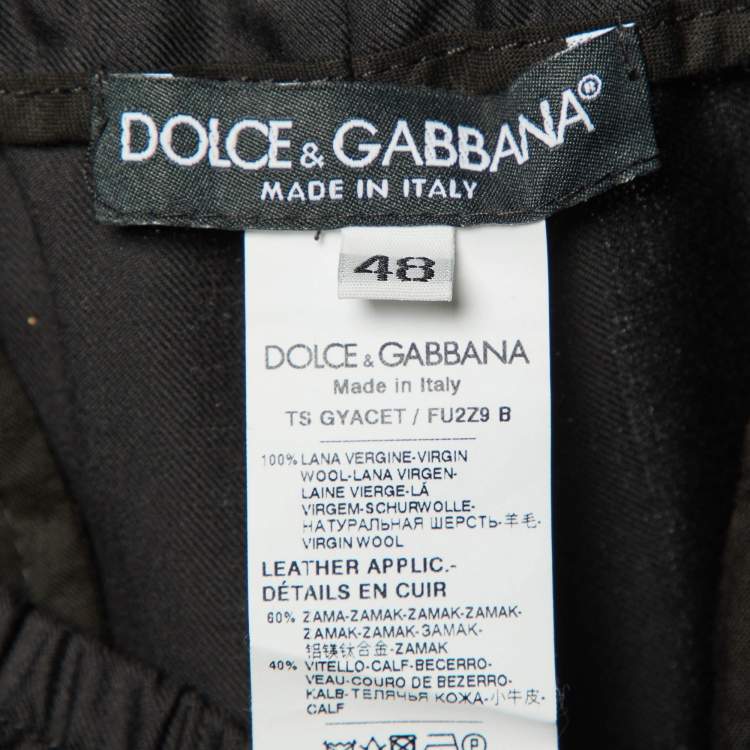 DOLCE & GABBANA®
MADE IN ITALY
48
DOLCE & GABBANA
Made in Italy
TS GYACET / FU2Z9 B
100% LANA VERGINE-VIRGIN
WOOL-LANA VIRGEN-
LAINE VIERGE-LÃ
VIRGEM-SCHURWOLLE-
НАТУРАЛЬНАЯ ШЕРСТЬ-羊毛-
VIRGIN WOOL
LEATHER APPLIC.-
DÉTAILS EN CUIR
60% ZAMA-ZAMAK-ZAMAK-ZAMAK-
ZAMAK-ZAMAK-ЗАМАК-
铝镁钛合金-ZAMAK
40% VITELLO-CALF-BECERRO-
VEAU-COURO DE BEZERRO-
KALB-ТЕЛЯЧЬЯ КОЖА-小牛皮-
CALF
P